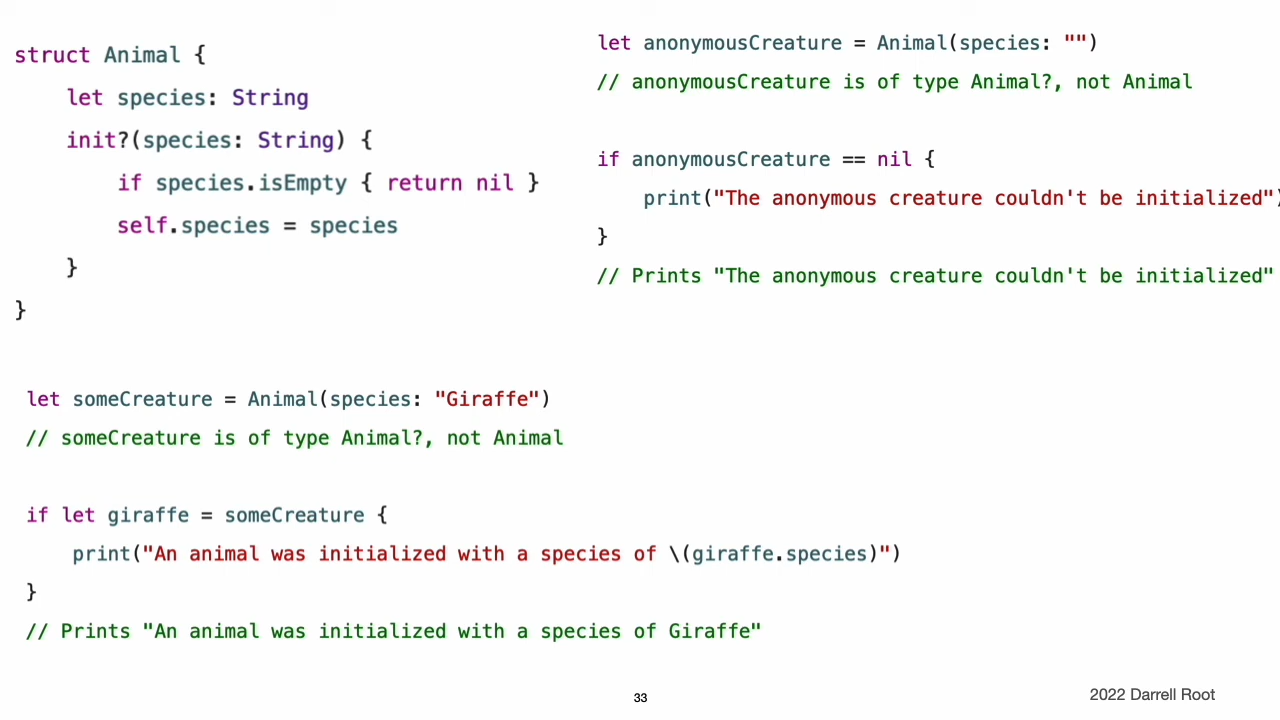 struct Animal {
    let species: String
    init?(species: String) {
        if species.isEmpty { return nil }
        self.species = species
    }
}
let anonymousCreature = Animal(species: "")
// anonymousCreature is of type Animal?, not Animal
if anonymousCreature == nil {
    print("The anonymous creature couldn't be initialized")
}
// Prints "The anonymous creature couldn't be initialized"
let someCreature = Animal(species: "Giraffe")
// someCreature is of type Animal?, not Animal
if let giraffe = someCreature {
    print("An animal was initialized with a species of \(giraffe.species)")
}
// Prints "An animal was initialized with a species of Giraffe"
33
2022 Darrell Root